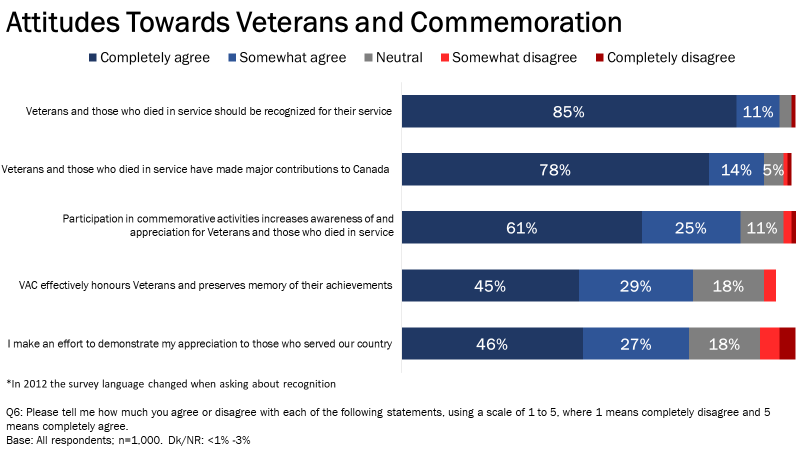 Attitudes Towards Veterans and Commemoration
Completely agree Somewhat agree Neutral Somewhat disagree Completely disagree
Veterans and those who died in service should be recognized for their service 85% 11%
Veterans and those who died in service have made major contributions to Canada 78% 14% 5%
Participation in commemorative activities increases awareness of and
appreciation for Veterans and those who died in service 61% 25% 11%
VAC effectively honours Veterans and preserves memory of their achievements 45% 29% 18%
I make an effort to demonstrate my appreciation to those who served our country 46% 27% 18%
*In 2012 the survey language changed when asking about recognition
Q6: Please tell me how much you agree or disagree with each of the following statements, using a scale of 1 to 5, where 1 means completely disagree and 5
means completely agree.
Base: All respondents; n=1,000. Dk/NR: <1% -3%